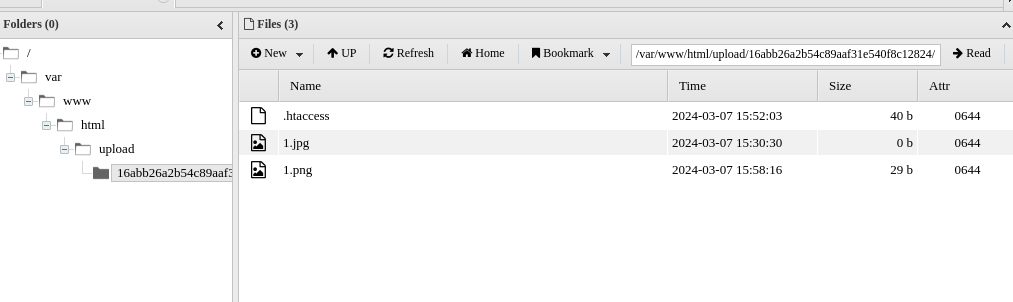 Folders (0)
/
var
www
html
upload
16abb26a2b54c89aaf3
Files (3)
New UP Refresh Home Bookmark /var/www/html/upload/16abb26a2b54c89aaf31e540f8c12824/ Read
Name Time Size Attr
.htaccess 2024-03-07 15:52:03 40 b 0644
1.jpg 2024-03-07 15:30:30 0 b 0644
1.png 2024-03-07 15:58:16 29 b 0644